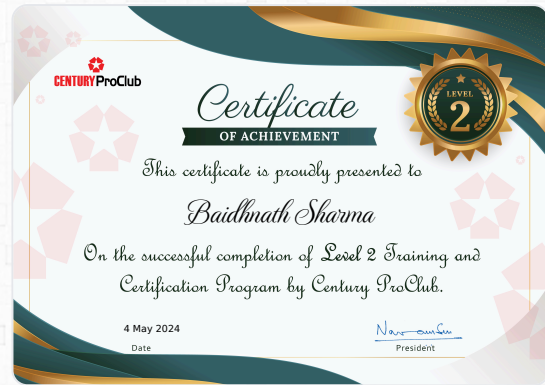 CENTURY ProClub
Certificate
OF ACHIEVEMENT
LEVEL
2
This certificate is proudly presented to
Baidhnath Sharma
On the successful completion of Level 2 Training and
Certification Program by Century ProClub.
4 May 2024
Date
President